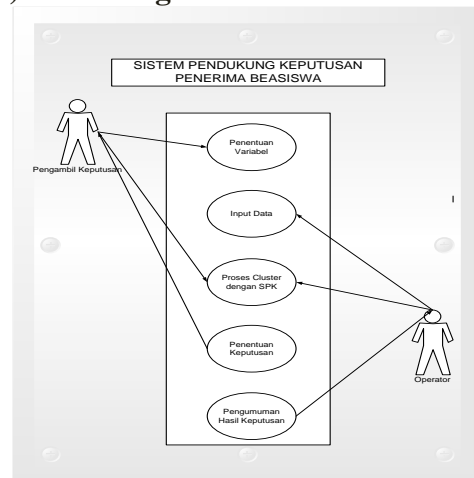 SISTEM PENDUKUNG KEPUTUSAN
PENERIMA BEASISWA
Pengambil Keputusan
Penentuan
Variabel
Input Data
Proses Cluster
dengan SPK
Penentuan
Keputusan
Pengumuman
Hasil Keputusan
Operator